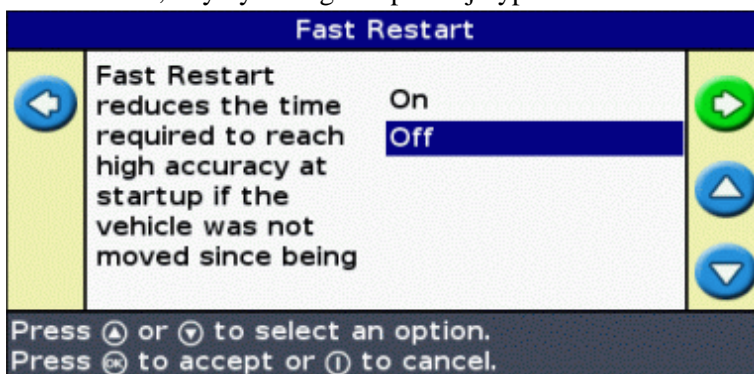 Fast Restart
Fast Restart
reduces the time
required to reach
high accuracy at
startup if the
vehicle was not
moved since being
On
Off
Press or to select an option.
Press OK to accept or to cancel.